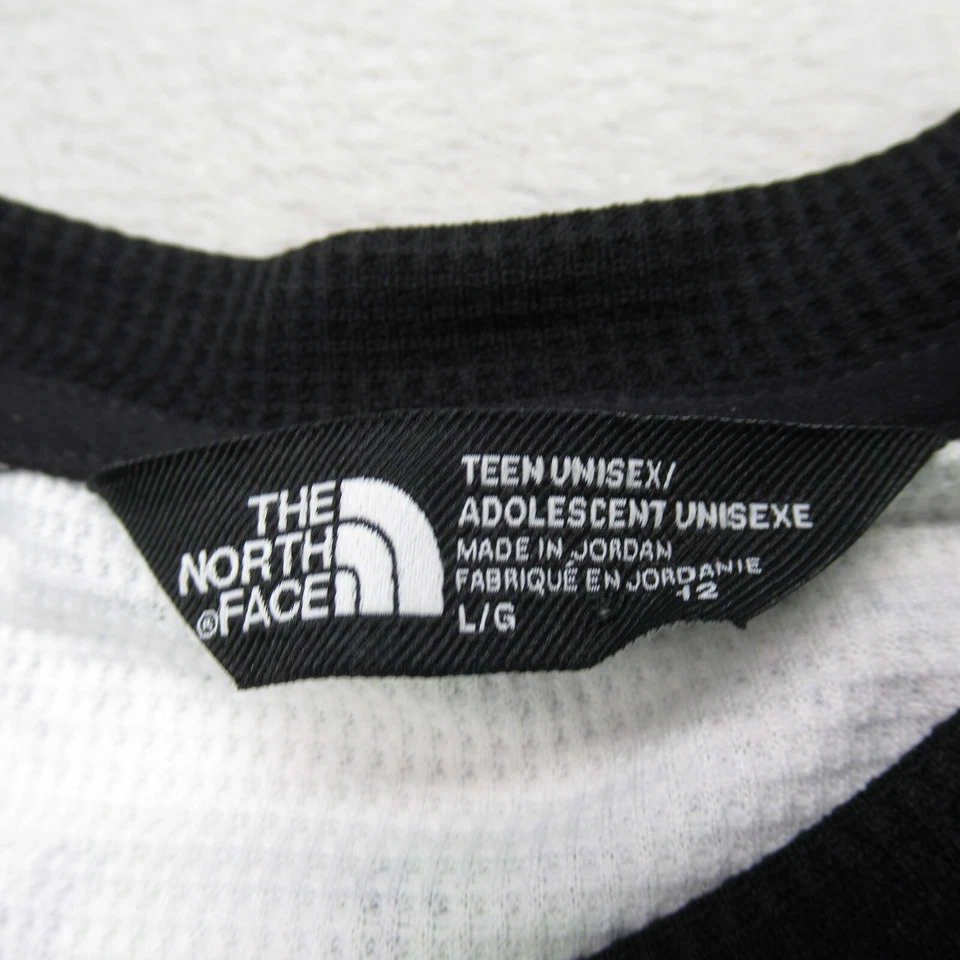 THE
NORTH
®FACE
TEEN UNISEX/
ADOLESCENT UNISEXE
MADE IN JORDAN
FABRIQUÉ EN JORDANIE
12
L/G